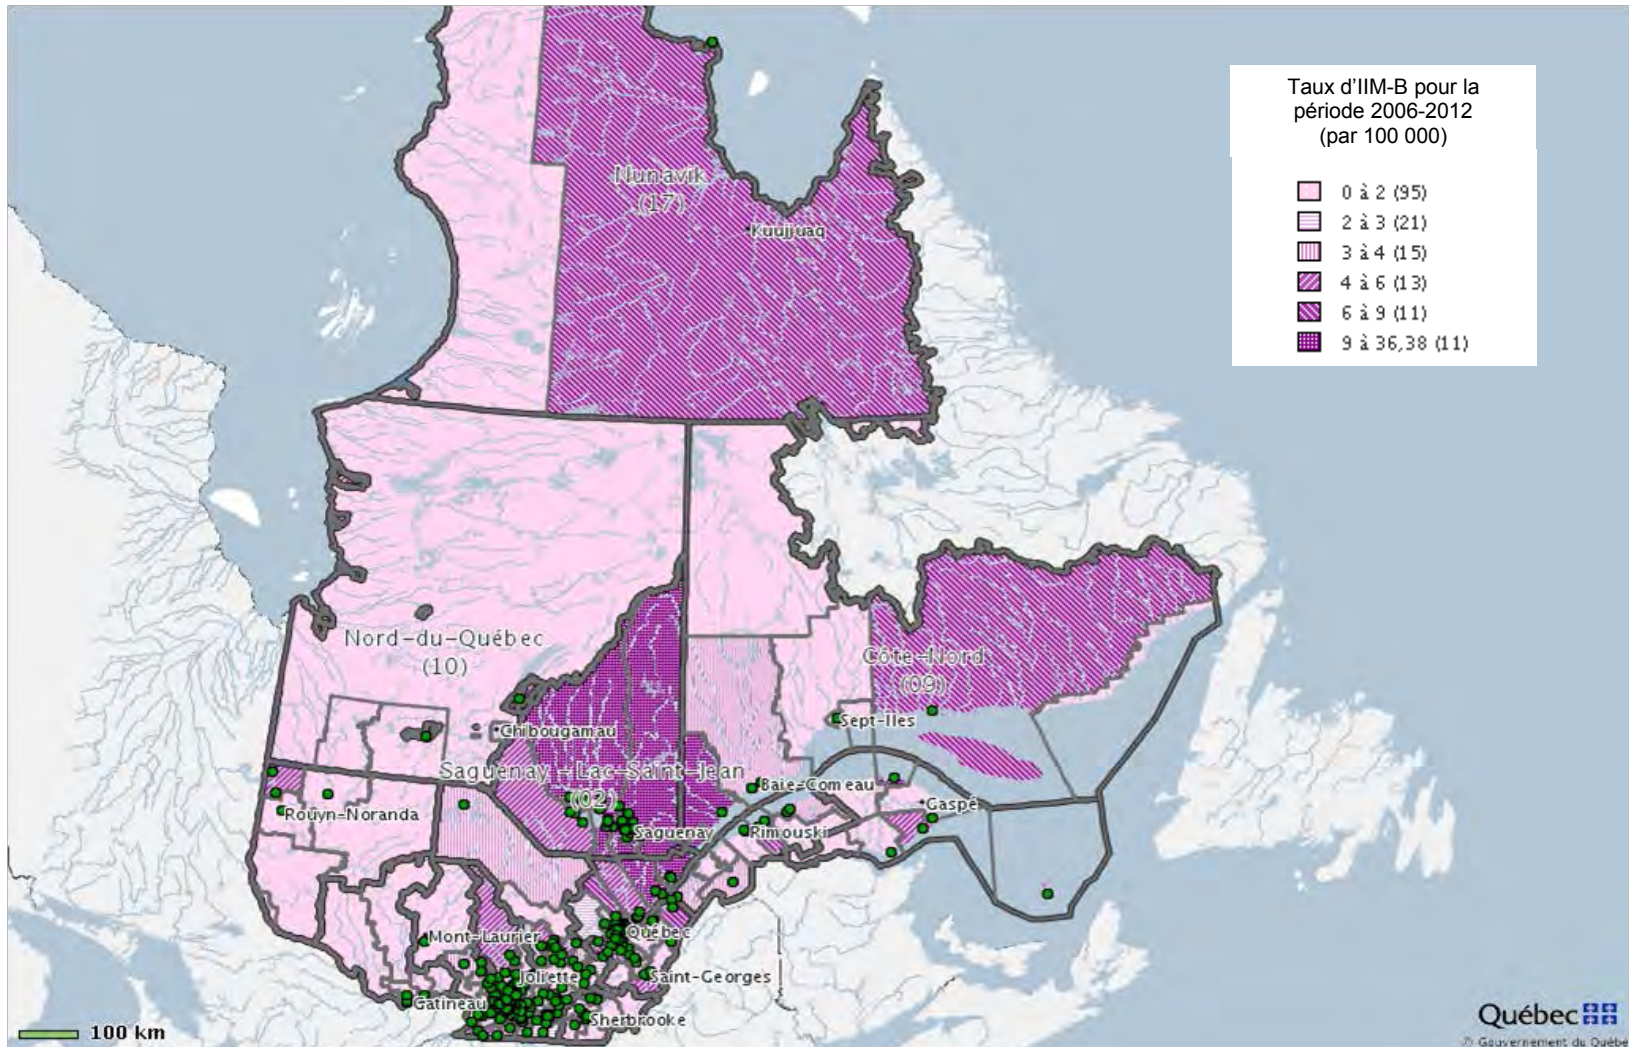 Taux d'IIM-B pour la
période 2006-2012
(par 100 000)
0 à 2 (95)
2 à 3 (21)
3 à 4 (15)
4 à 6 (13)
6 à 9 (11)
9 à 36,38 (11)
Nunavik
(17)
Kuujjuaq
Nord-du-Québec
(10)
Côte-Nord
(09)
Sept-Iles
Chibougamau
Saguenay - Lac-Saint-Jean
(02)
Baie-Comeau
Gaspé
Rouyn-Noranda
Saguenay
Rimouski
Mont-Laurier
Québec
Joliette
Saint-Georges
Gatineau
Sherbrooke
100 km
Québec
© Gouvernement du Québe